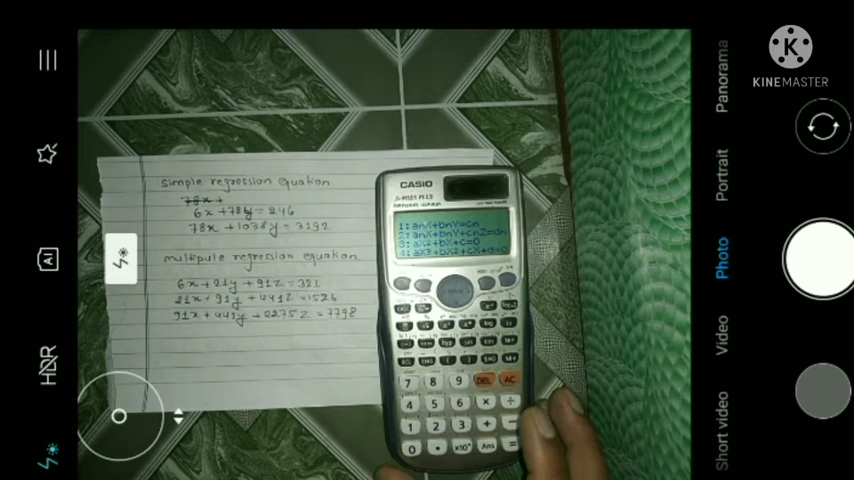 simple regression equation
78x +
6x + 78y = 246
78x + 1038y = 3192
multipule regression equation
6x + 21y + 91z = 321
21x + 91y + 441z = 1526
91x + 441y + 2275z = 7798
CASIO
1:anX+bnY=cn
2:anX+bnY+cnZ=dn
3:aX²+bX+c=0
4:aX³+bX²+cX+d=0
7 8 9 DEL AC
4 5 6 × ÷
1 2 3 + −
0 . ×10ˣ Ans =
AI
HDR
Panorama
Portrait
Photo
Video
Short video
K
KINEMASTER